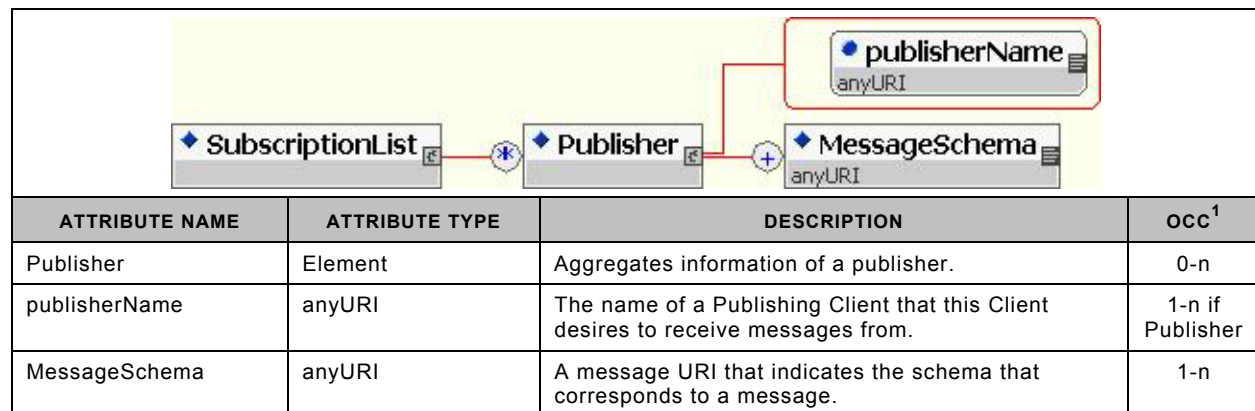 publisherName
anyURI
SubscriptionList * Publisher + MessageSchema
anyURI
ATTRIBUTE NAME ATTRIBUTE TYPE DESCRIPTION OCC1
Publisher Element Aggregates information of a publisher. 0-n
publisherName anyURI The name of a Publishing Client that this Client 1-n if
desires to receive messages from. Publisher
MessageSchema anyURI A message URI that indicates the schema that 1-n
corresponds to a message.